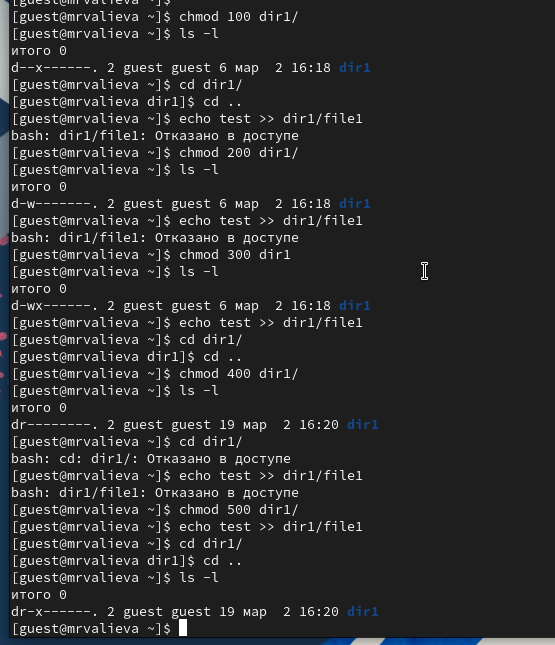 [guest@mrvalieva ~]$ chmod 100 dir1/
[guest@mrvalieva ~]$ ls -l
итого 0
d--x------. 2 guest guest 6 мар  2 16:18 dir1
[guest@mrvalieva ~]$ cd dir1/
[guest@mrvalieva dir1]$ cd ..
[guest@mrvalieva ~]$ echo test >> dir1/file1
bash: dir1/file1: Отказано в доступе
[guest@mrvalieva ~]$ chmod 200 dir1/
[guest@mrvalieva ~]$ ls -l
итого 0
d-w-------. 2 guest guest 6 мар  2 16:18 dir1
[guest@mrvalieva ~]$ echo test >> dir1/file1
bash: dir1/file1: Отказано в доступе
[guest@mrvalieva ~]$ chmod 300 dir1
[guest@mrvalieva ~]$ ls -l
итого 0
d-wx------. 2 guest guest 6 мар  2 16:18 dir1
[guest@mrvalieva ~]$ echo test >> dir1/file1
[guest@mrvalieva ~]$ cd dir1/
[guest@mrvalieva dir1]$ cd ..
[guest@mrvalieva ~]$ chmod 400 dir1/
[guest@mrvalieva ~]$ ls -l
итого 0
dr--------. 2 guest guest 19 мар  2 16:20 dir1
[guest@mrvalieva ~]$ cd dir1/
bash: cd: dir1/: Отказано в доступе
[guest@mrvalieva ~]$ echo test >> dir1/file1
bash: dir1/file1: Отказано в доступе
[guest@mrvalieva ~]$ chmod 500 dir1/
[guest@mrvalieva ~]$ echo test >> dir1/file1
[guest@mrvalieva ~]$ cd dir1/
[guest@mrvalieva dir1]$ cd ..
[guest@mrvalieva ~]$ ls -l
итого 0
dr-x------. 2 guest guest 19 мар  2 16:20 dir1
[guest@mrvalieva ~]$